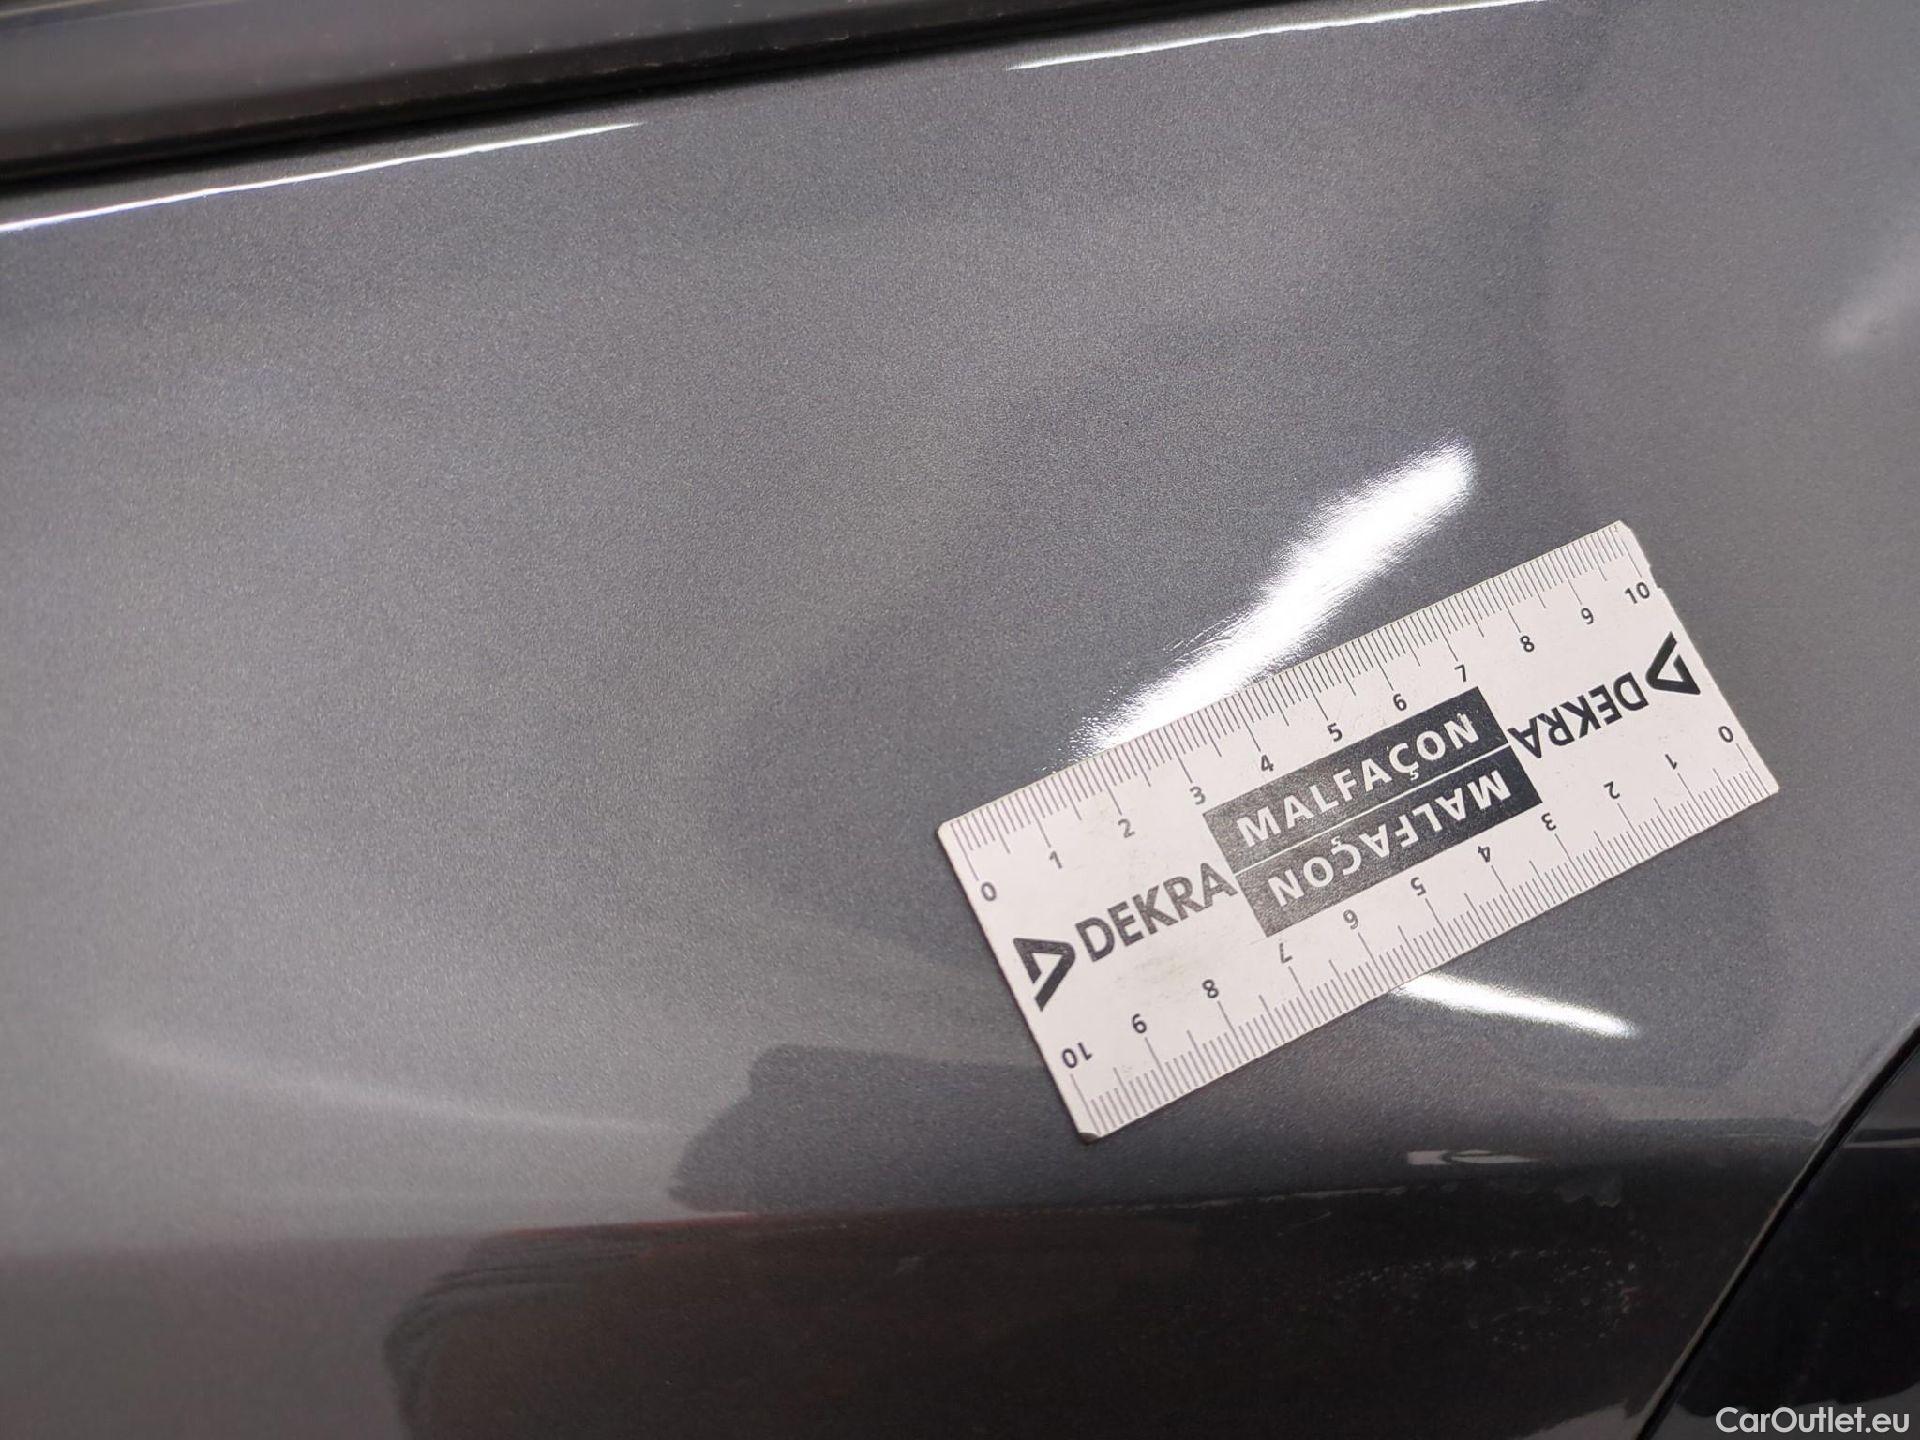 0 1 2 3 4 5 6 7 8 9 10
DEKRA
MALFAÇON
MALFAÇON
DEKRA
10 9 8 7 6 5 4 3 2 1 0
CarOutlet.eu